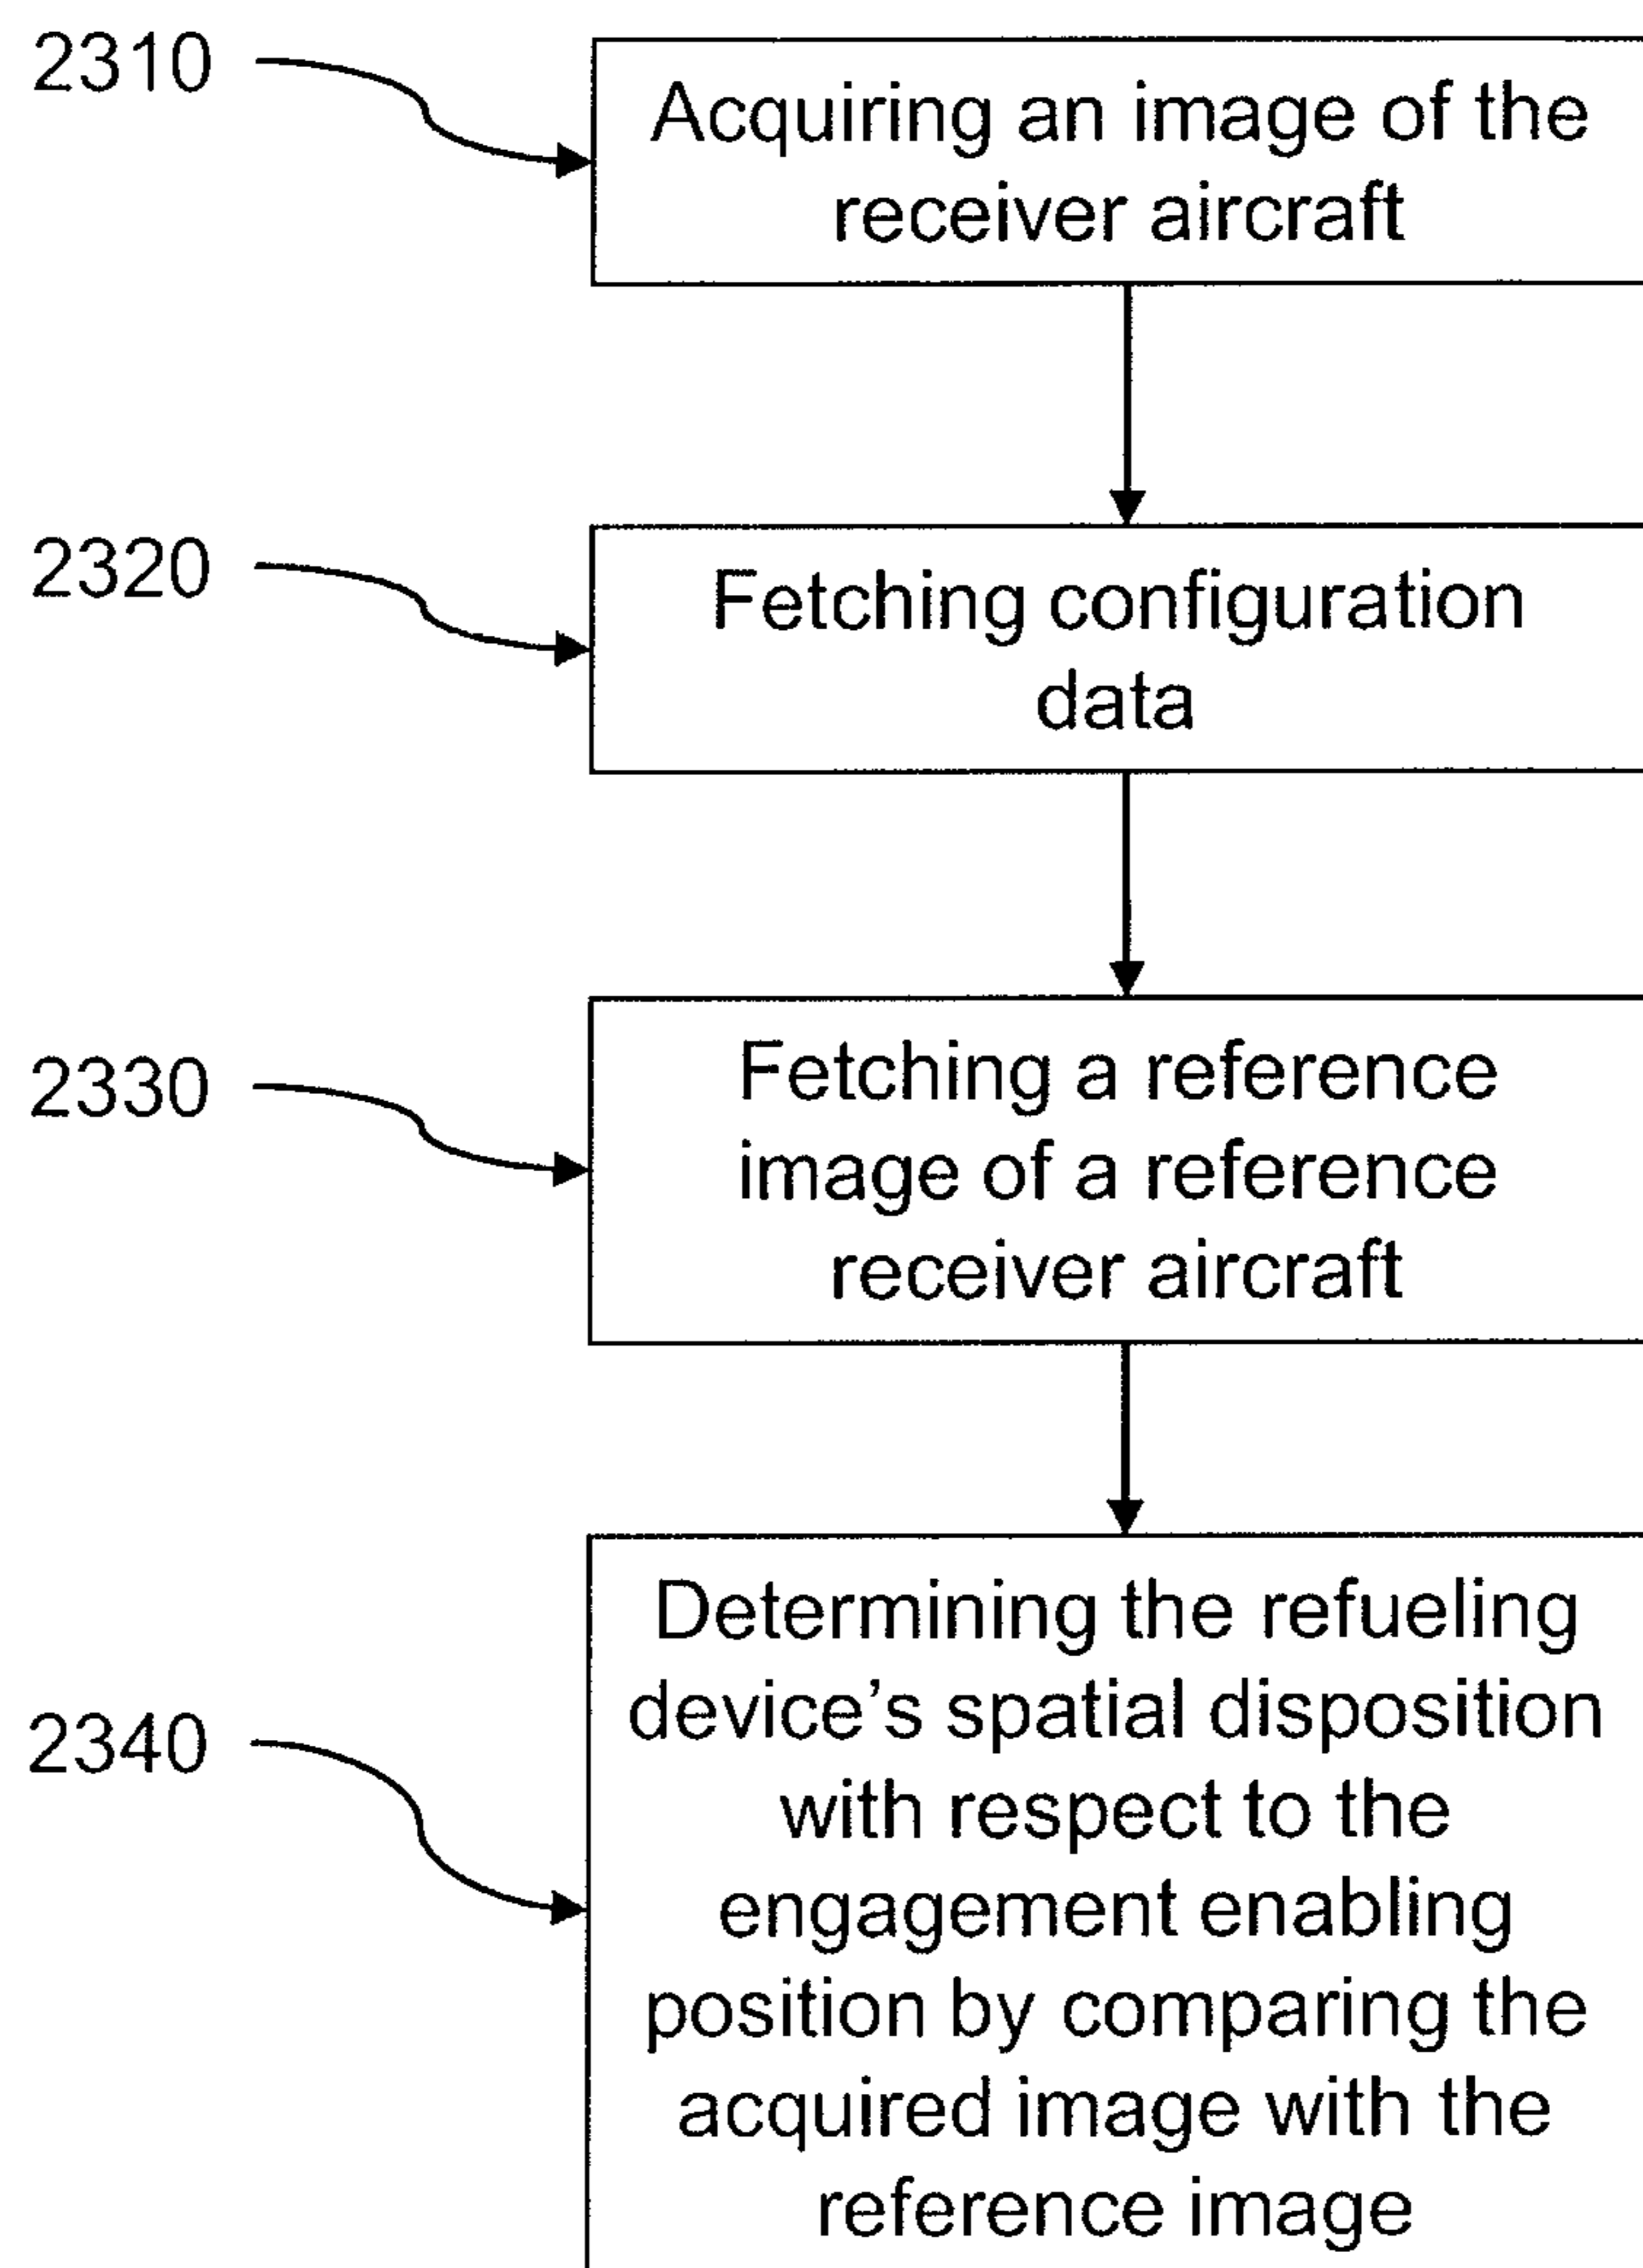 2310
Acquiring an image of the
receiver aircraft
2320
Fetching configuration
data
2330
Fetching a reference
image of a reference
receiver aircraft
2340
Determining the refueling
device’s spatial disposition
with respect to the
engagement enabling
position by comparing the
acquired image with the
reference image